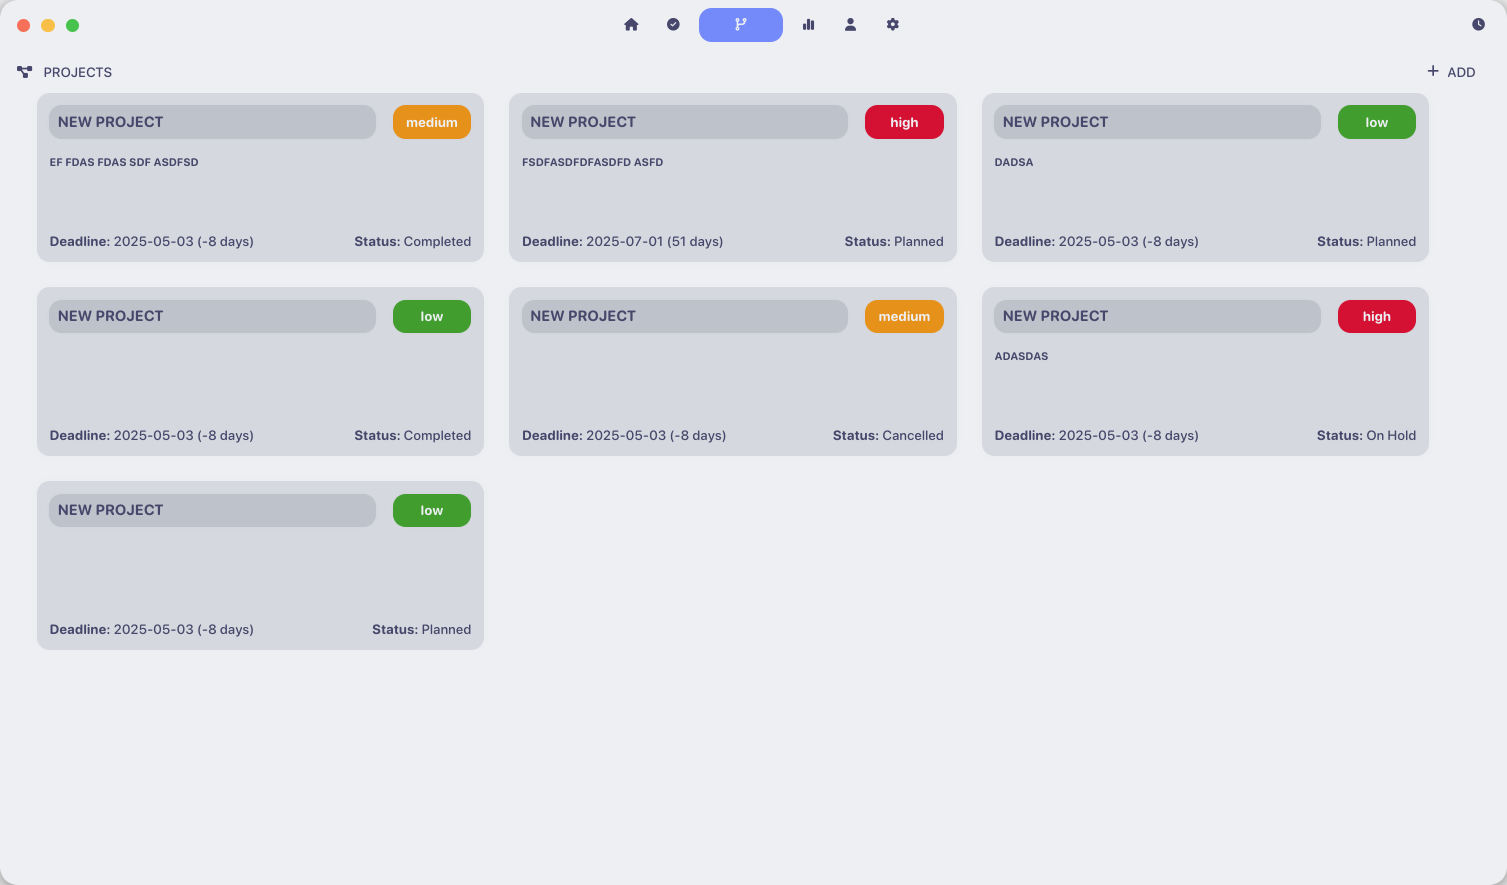 PROJECTS
ADD
NEW PROJECT
medium
EF FDAS FDAS SDF ASDFSD
Deadline: 2025-05-03 (-8 days)
Status: Completed
NEW PROJECT
high
FSDFASDFDFASDFD ASFD
Deadline: 2025-07-01 (51 days)
Status: Planned
NEW PROJECT
low
DADSA
Deadline: 2025-05-03 (-8 days)
Status: Planned
NEW PROJECT
low
Deadline: 2025-05-03 (-8 days)
Status: Completed
NEW PROJECT
medium
Deadline: 2025-05-03 (-8 days)
Status: Cancelled
NEW PROJECT
high
ADASDAS
Deadline: 2025-05-03 (-8 days)
Status: On Hold
NEW PROJECT
low
Deadline: 2025-05-03 (-8 days)
Status: Planned